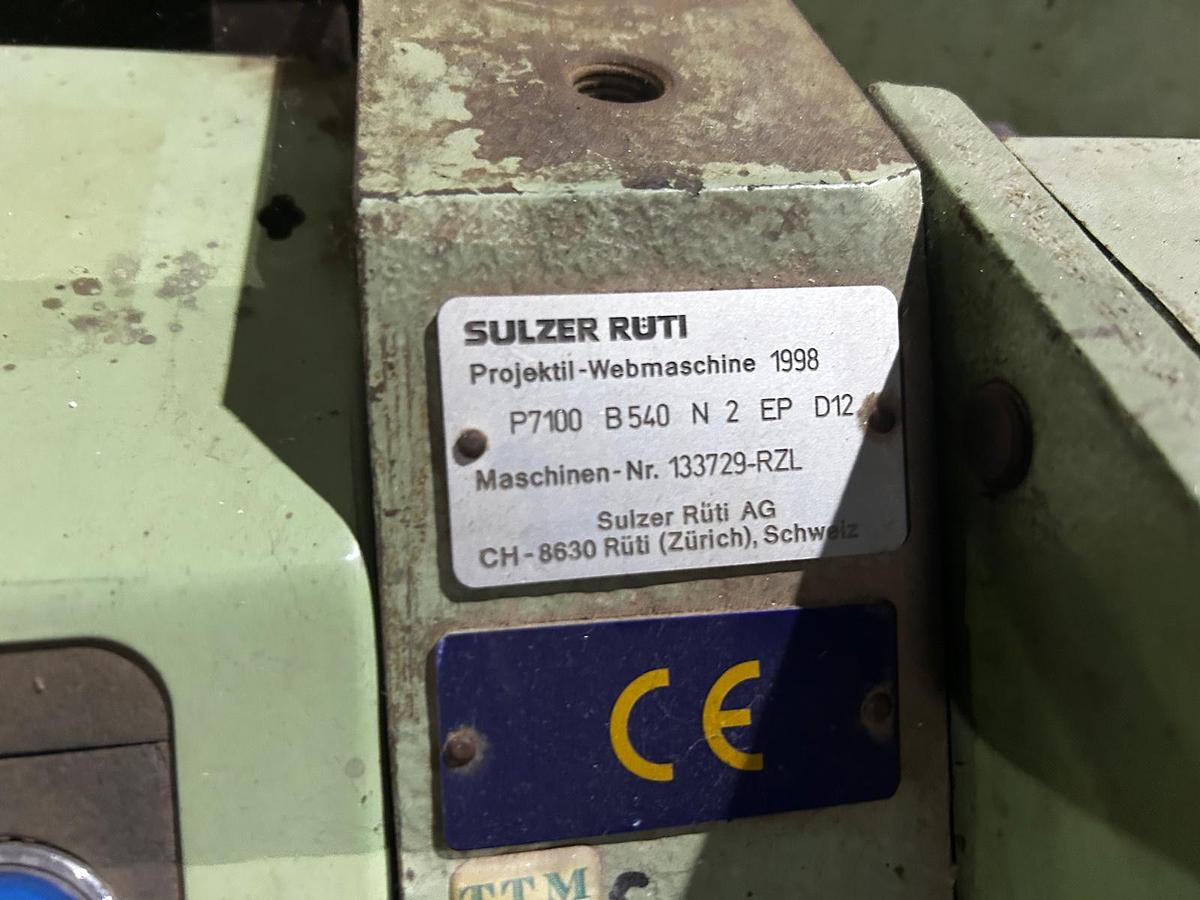 SULZER RÜTI
Projektil-Webmaschine 1998
P7100 B540 N 2 EP D12
Maschinen-Nr. 133729-RZL
Sulzer Rüti AG
CH-8630 Rüti (Zürich), Schweiz
CE
TTM